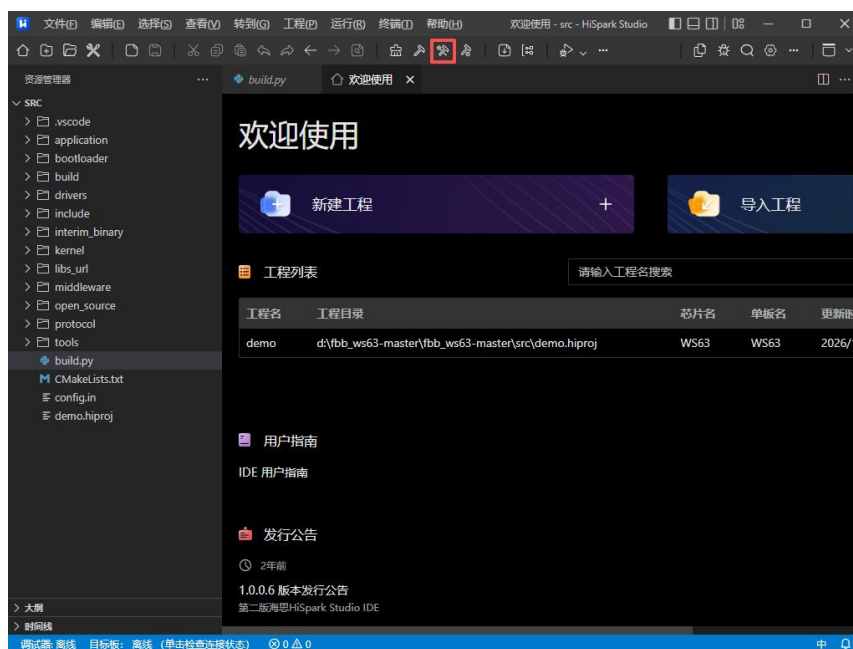 文件(F) 编辑(E) 选择(S) 查看(V) 转到(G) 工程(P) 运行(R) 终端(T) 帮助(H) 欢迎使用 - src - HiSpark Studio
资源管理器
build.py 欢迎使用
SRC
.vscode
application
bootloader
build
drivers
include
interim_binary
kernel
libs_url
middleware
open_source
protocol
tools
build.py
CMakeLists.txt
config.in
demo.hiproj
大纲
时间线
欢迎使用
新建工程
导入工程
工程列表
请输入工程名搜索
工程名 工程目录 芯片名 单板名 更新时
demo d:\fbb_ws63-master\fbb_ws63-master\src\demo.hiproj WS63 WS63 2026/
用户指南
IDE 用户指南
发行公告
2年前
1.0.0.6 版本发行公告
第二版海思HiSpark Studio IDE
调试器: 离线 目标板: 离线 (单击检查连接状态) 0 0 中